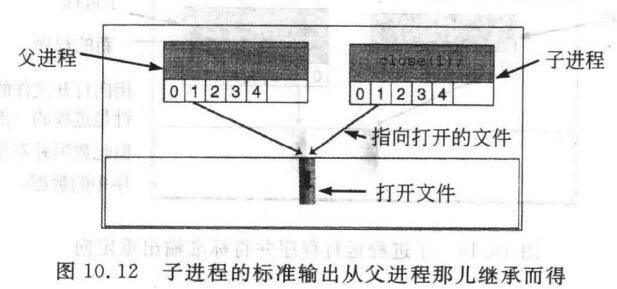 父进程
子进程
close(1);
0 1 2 3 4
0 1 2 3 4
指向打开的文件
打开文件
图 10.12 子进程的标准输出从父进程那儿继承而得